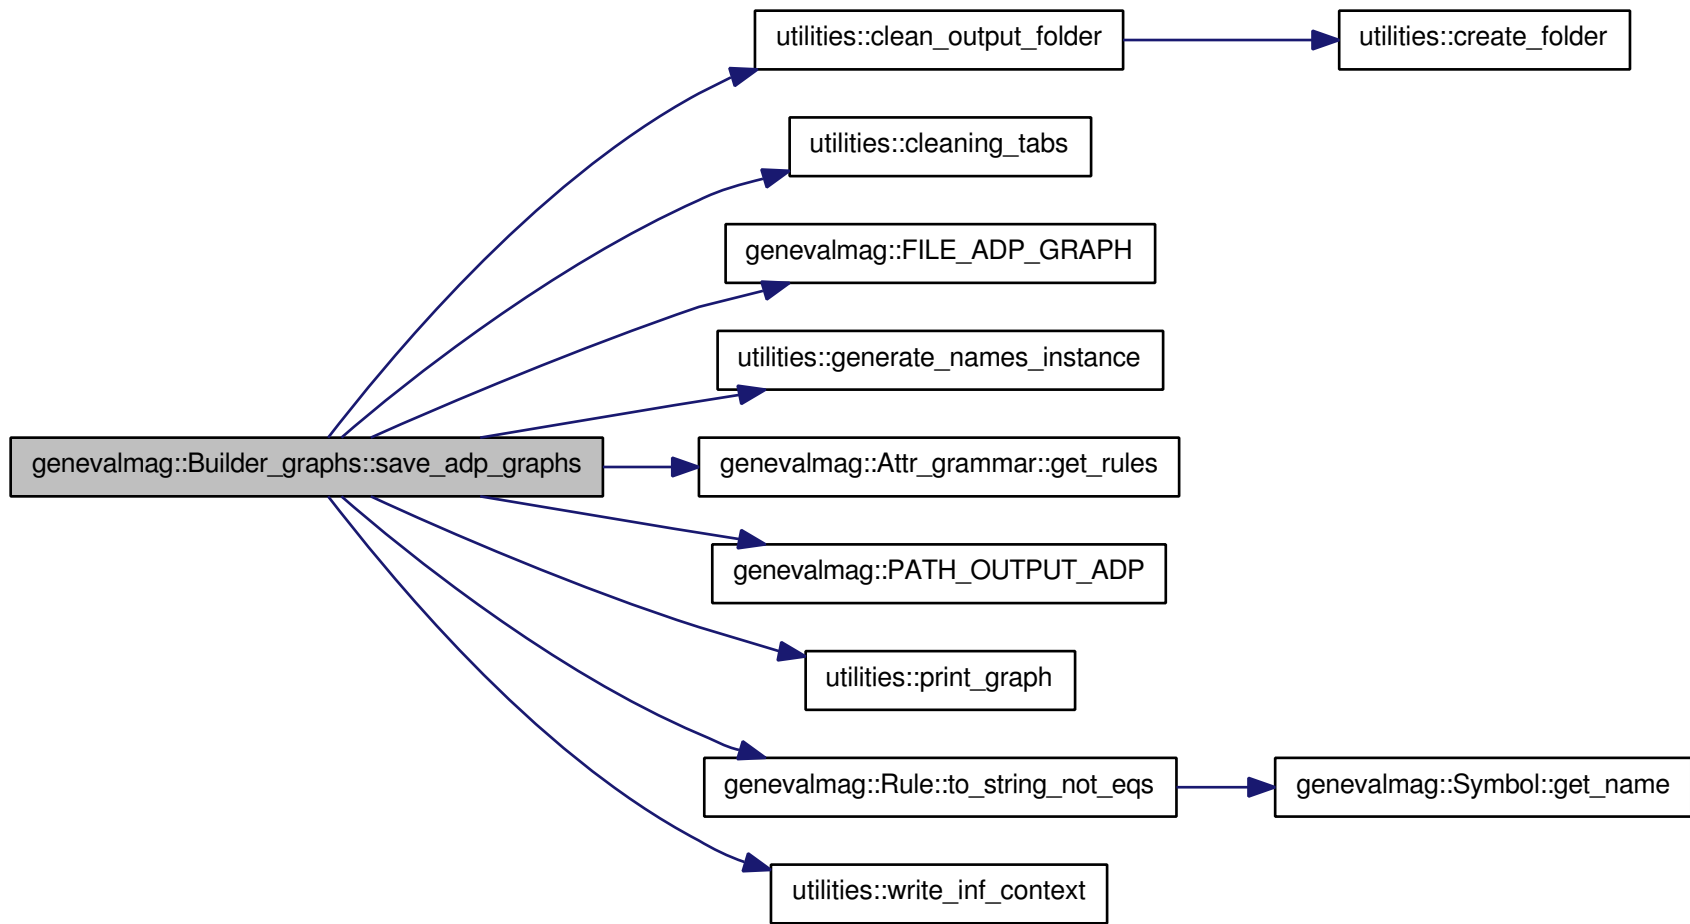 utilities::clean_output_folder
utilities::create_folder
utilities::cleaning_tabs
genevalmag::FILE_ADP_GRAPH
utilities::generate_names_instance
genevalmag::Builder_graphs::save_adp_graphs
genevalmag::Attr_grammar::get_rules
genevalmag::PATH_OUTPUT_ADP
utilities::print_graph
genevalmag::Rule::to_string_not_eqs
genevalmag::Symbol::get_name
utilities::write_inf_context